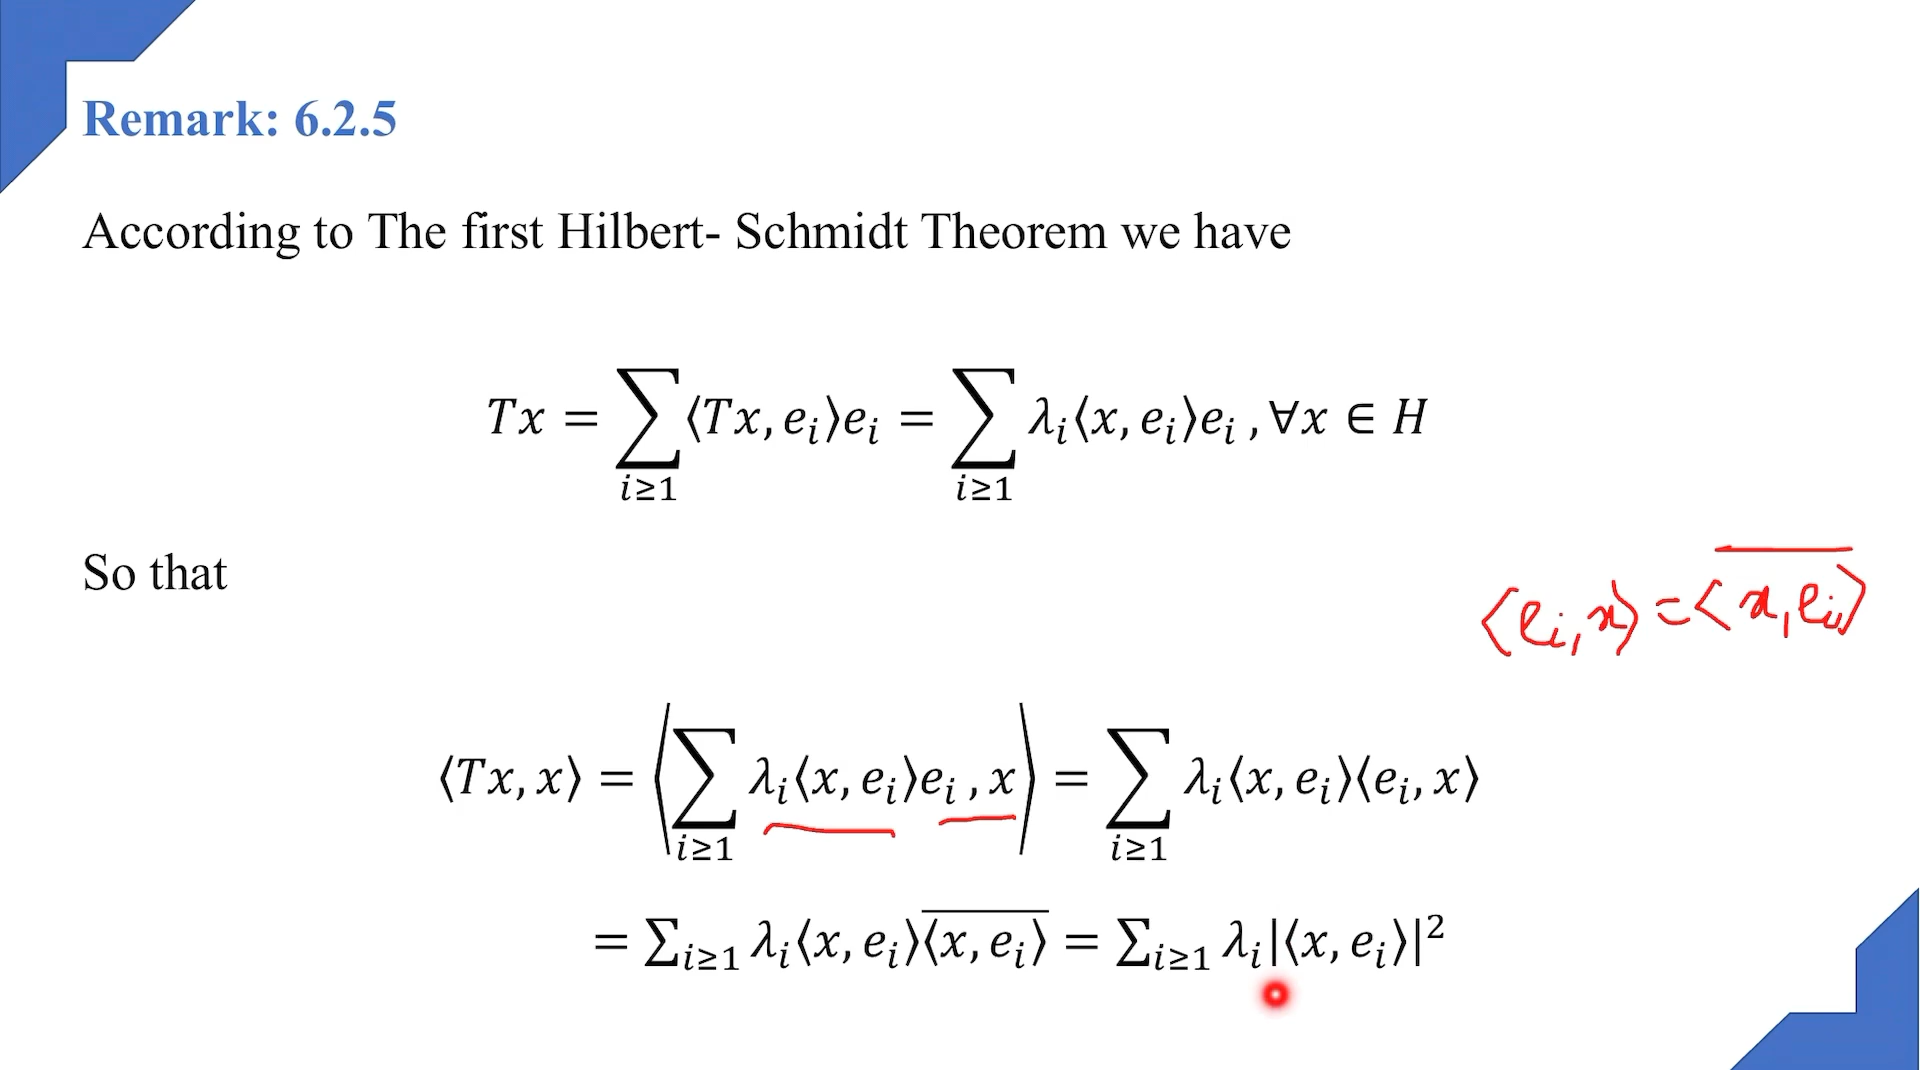 Remark: 6.2.5
According to The first Hilbert- Schmidt Theorem we have
Tx = ∑_{i≥1} ⟨Tx, e_i⟩e_i = ∑_{i≥1} λ_i⟨x, e_i⟩e_i , ∀x ∈ H
So that
⟨e_i, x⟩ = \overline{⟨x, e_i⟩}
⟨Tx, x⟩ = ⟨∑_{i≥1} λ_i⟨x, e_i⟩e_i , x⟩ = ∑_{i≥1} λ_i⟨x, e_i⟩⟨e_i, x⟩
= ∑_{i≥1} λ_i⟨x, e_i⟩\overline{⟨x, e_i⟩} = ∑_{i≥1} λ_i|⟨x, e_i⟩|²